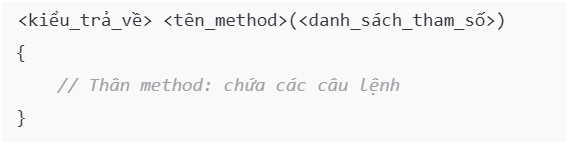 <kiểu_trả_về> <tên_method>(<danh_sách_tham_số>)
{
// Thân method: chứa các câu lệnh
}